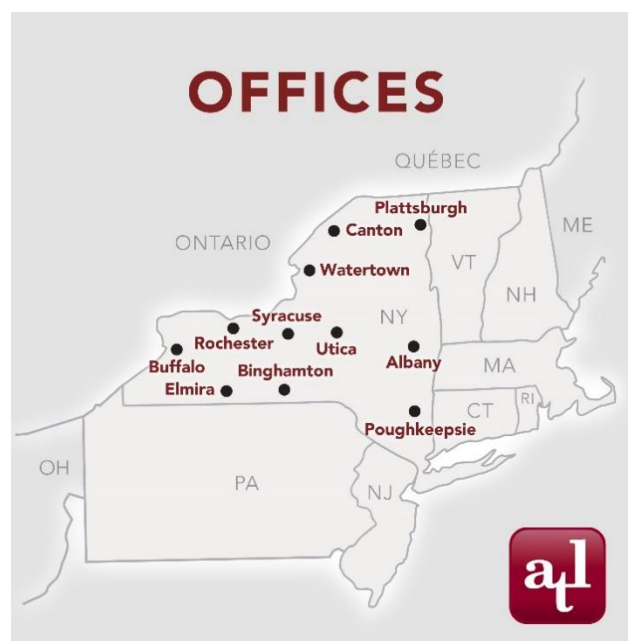 OFFICES
QUÉBEC
Plattsburgh
Canton
ME
ONTARIO
VT
Watertown
NH
Syracuse
NY
Rochester
Utica
Albany
MA
Buffalo
Binghamton
Elmira
RI
CT
Poughkeepsie
OH
PA
NJ
atl